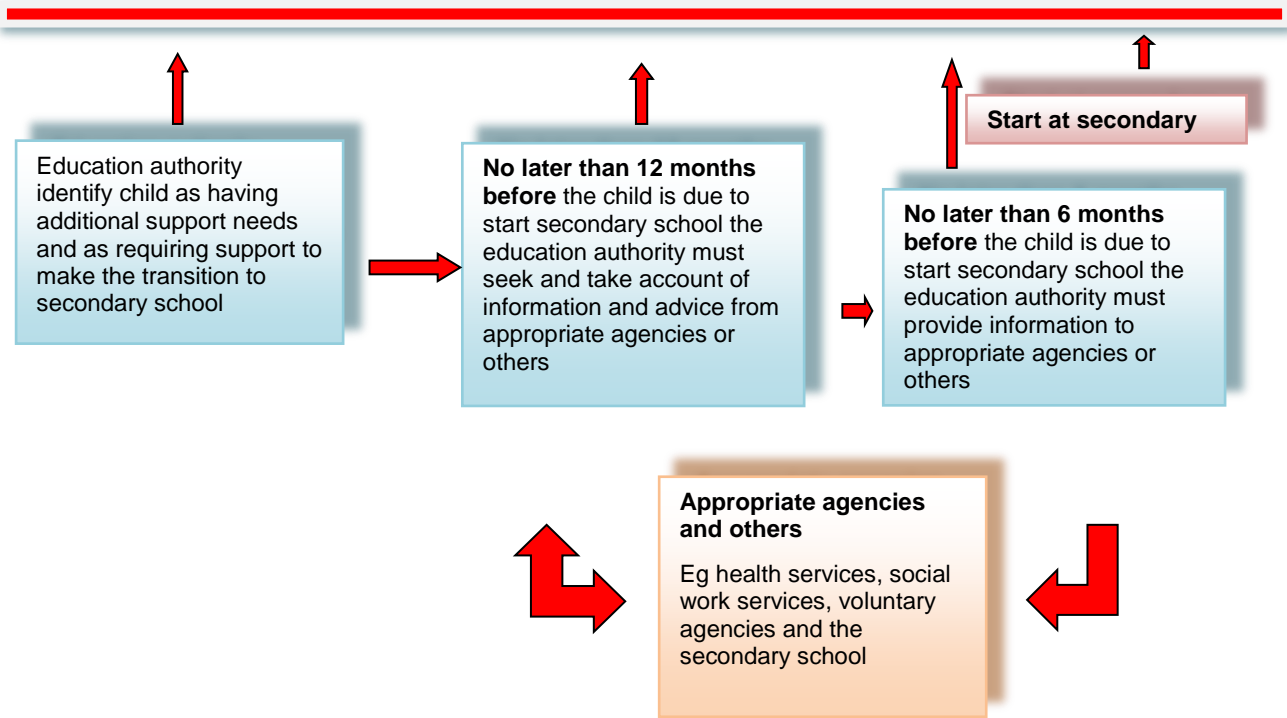 Education authority
identify child as having
additional support needs
and as requiring support to
make the transition to
secondary school
No later than 12 months
before the child is due to
start secondary school the
education authority must
seek and take account of
information and advice from
appropriate agencies or
others
Start at secondary
No later than 6 months
before the child is due to
start secondary school the
education authority must
provide information to
appropriate agencies or
others
Appropriate agencies
and others
Eg health services, social
work services, voluntary
agencies and the
secondary school